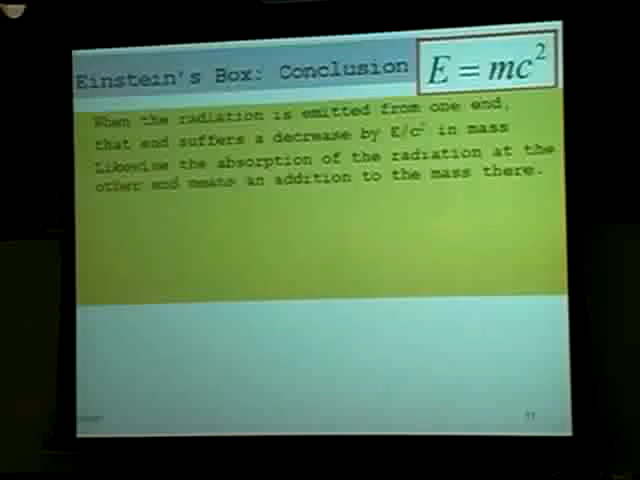 Einstein's Box: Conclusion
E = mc²
When the radiation is emitted from one end,
that end suffers a decrease by E/c² in mass
Likewise the absorption of the radiation at the
other end means an addition to the mass there.